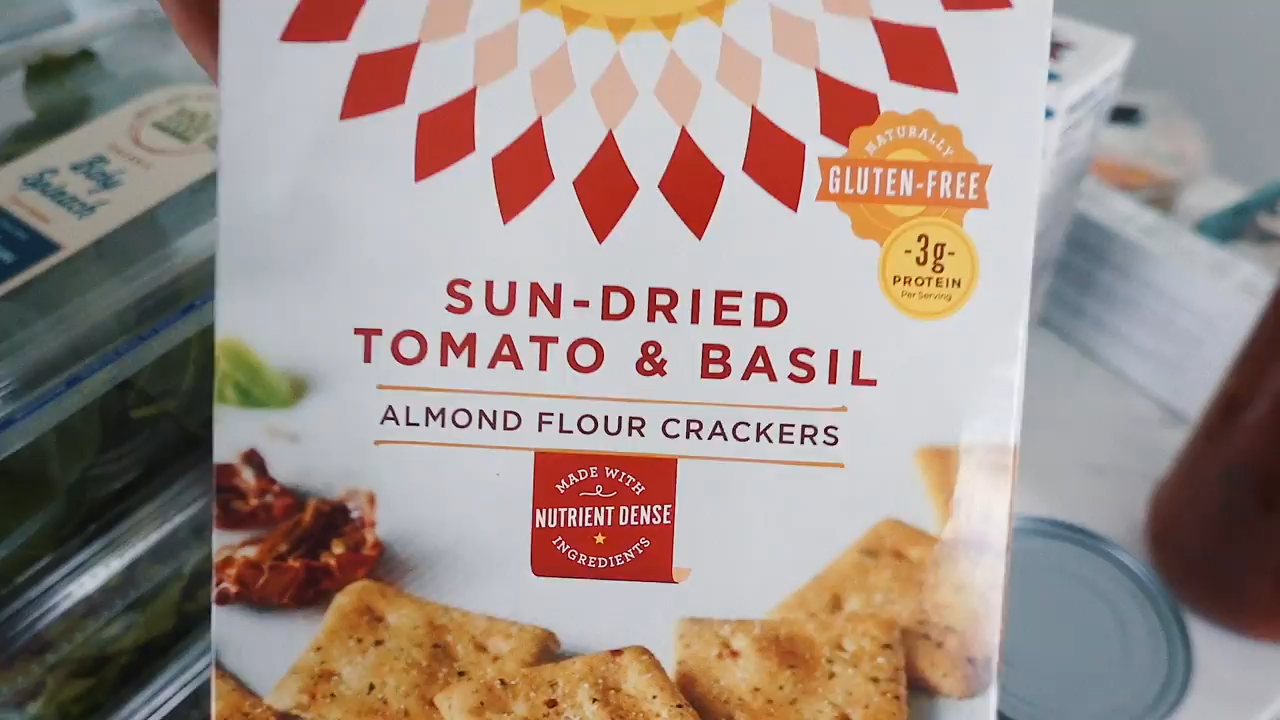 NATURALLY
GLUTEN-FREE
-3g-
PROTEIN
Per Serving
SUN-DRIED
TOMATO & BASIL
ALMOND FLOUR CRACKERS
MADE WITH
NUTRIENT DENSE
INGREDIENTS
Baby
Spinach